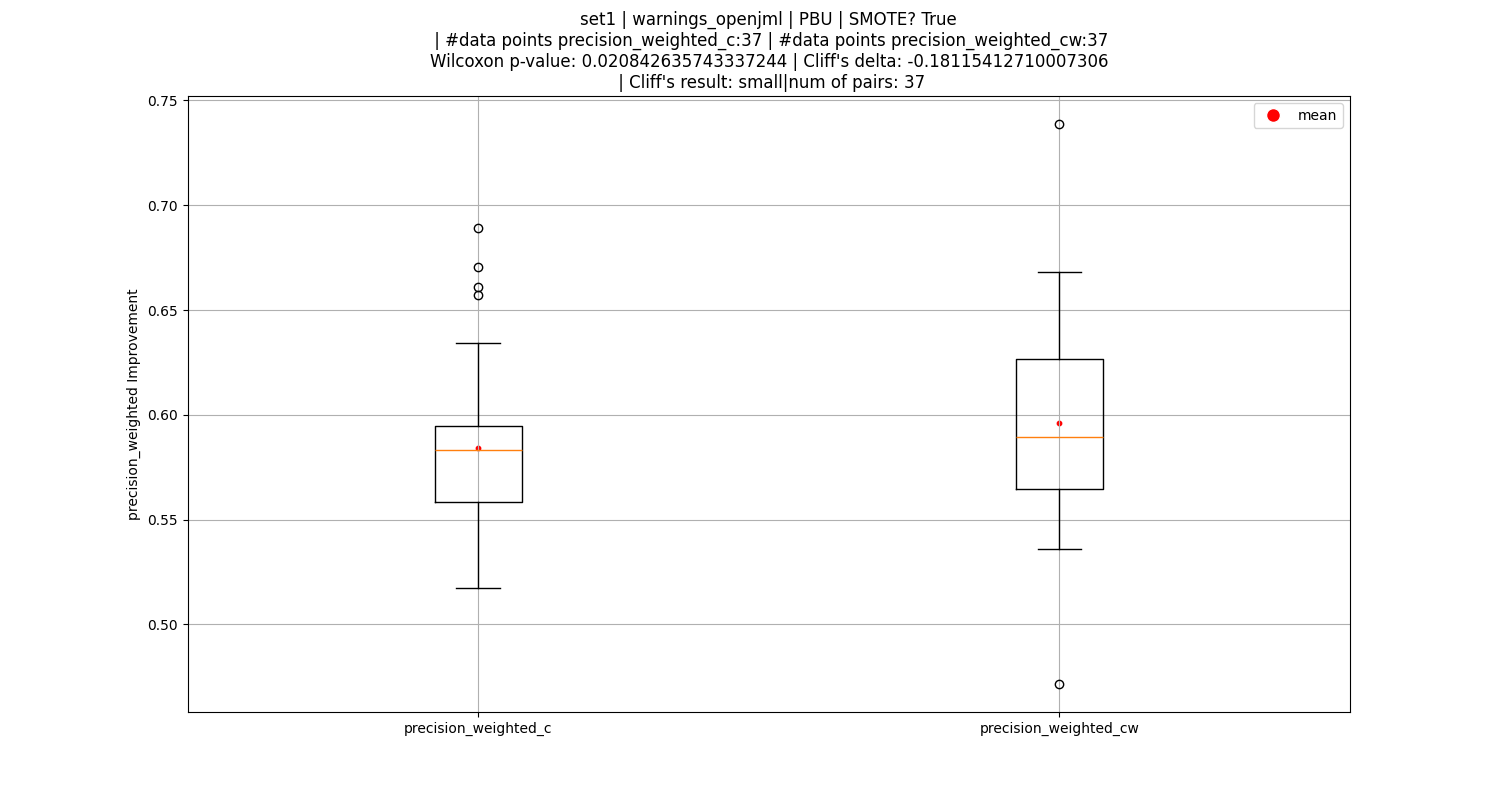 set1 | warnings_openjml | PBU | SMOTE? True
| #data points precision_weighted_c:37 | #data points precision_weighted_cw:37
Wilcoxon p-value: 0.020842635743337244 | Cliff's delta: -0.18115412710007306
| Cliff's result: small|num of pairs: 37
mean
precision_weighted Improvement
0.75
0.70
0.65
0.60
0.55
0.50
precision_weighted_c
precision_weighted_cw